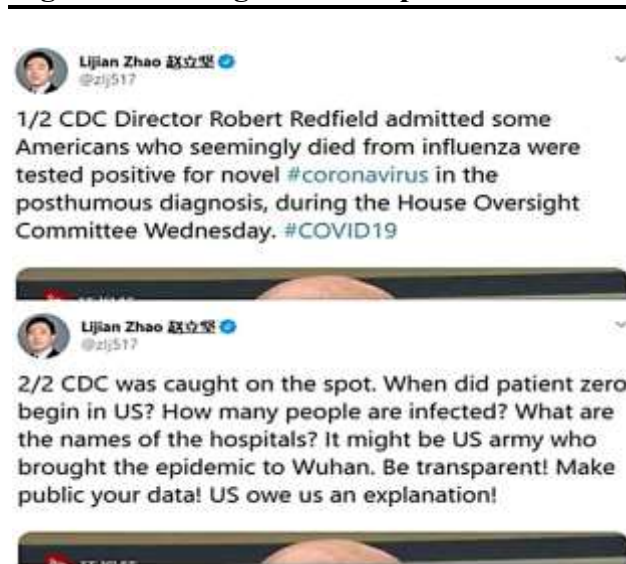 Lijian Zhao 赵立坚
@zlj517
1/2 CDC Director Robert Redfield admitted some
Americans who seemingly died from influenza were
tested positive for novel #coronavirus in the
posthumous diagnosis, during the House Oversight
Committee Wednesday. #COVID19
Lijian Zhao 赵立坚
@zlj517
2/2 CDC was caught on the spot. When did patient zero
begin in US? How many people are infected? What are
the names of the hospitals? It might be US army who
brought the epidemic to Wuhan. Be transparent! Make
public your data! US owe us an explanation!